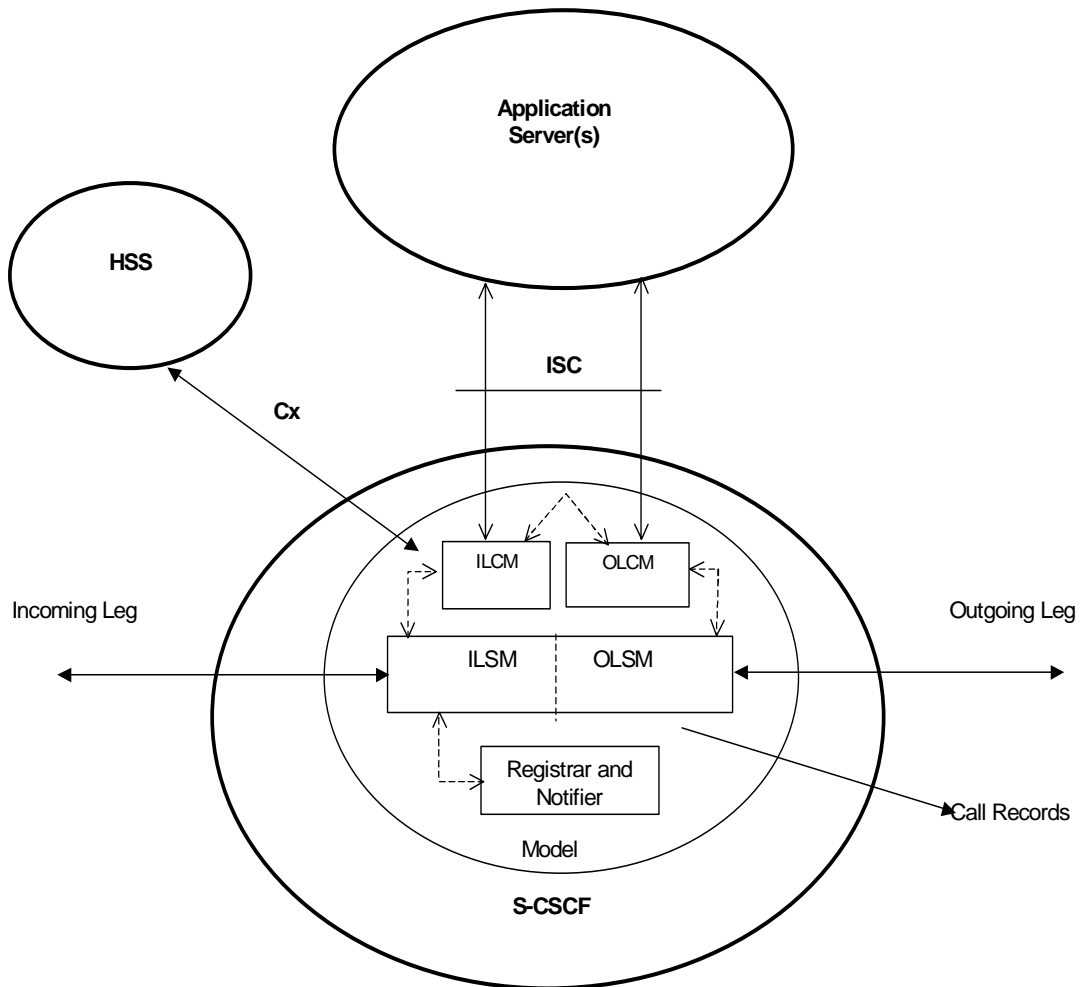 Application
Server(s)
HSS
ISC
Cx
ILCM
OLCM
Incoming Leg
Outgoing Leg
ILSM
OLSM
Registrar and
Notifier
Call Records
Model
S-CSCF